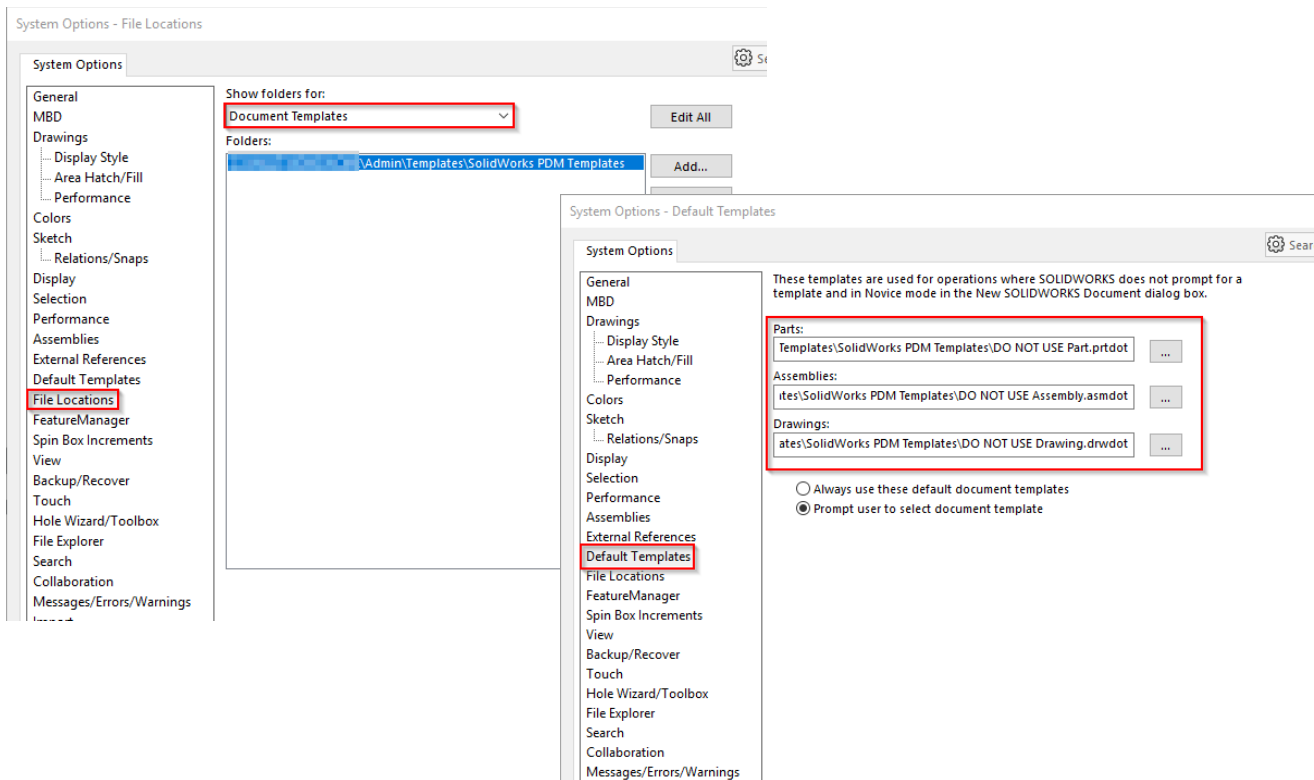 System Options - File Locations
System Options
General
MBD
Drawings
Display Style
Area Hatch/Fill
Performance
Colors
Sketch
Relations/Snaps
Display
Selection
Performance
Assemblies
External References
Default Templates
File Locations
FeatureManager
Spin Box Increments
View
Backup/Recover
Touch
Hole Wizard/Toolbox
File Explorer
Search
Collaboration
Messages/Errors/Warnings
Show folders for:
Document Templates
Edit All
Folders:
\Admin\Templates\SolidWorks PDM Templates
Add...
System Options - Default Templates
System Options
Sear
General
MBD
Drawings
Display Style
Area Hatch/Fill
Performance
Colors
Sketch
Relations/Snaps
Display
Selection
Performance
Assemblies
External References
Default Templates
File Locations
FeatureManager
Spin Box Increments
View
Backup/Recover
Touch
Hole Wizard/Toolbox
File Explorer
Search
Collaboration
Messages/Errors/Warnings
These templates are used for operations where SOLIDWORKS does not prompt for a
template and in Novice mode in the New SOLIDWORKS Document dialog box.
Parts:
Templates\SolidWorks PDM Templates\DO NOT USE Part.prtdot
...
Assemblies:
ites\SolidWorks PDM Templates\DO NOT USE Assembly.asmdot
...
Drawings:
ates\SolidWorks PDM Templates\DO NOT USE Drawing.drwdot
...
Always use these default document templates
Prompt user to select document template